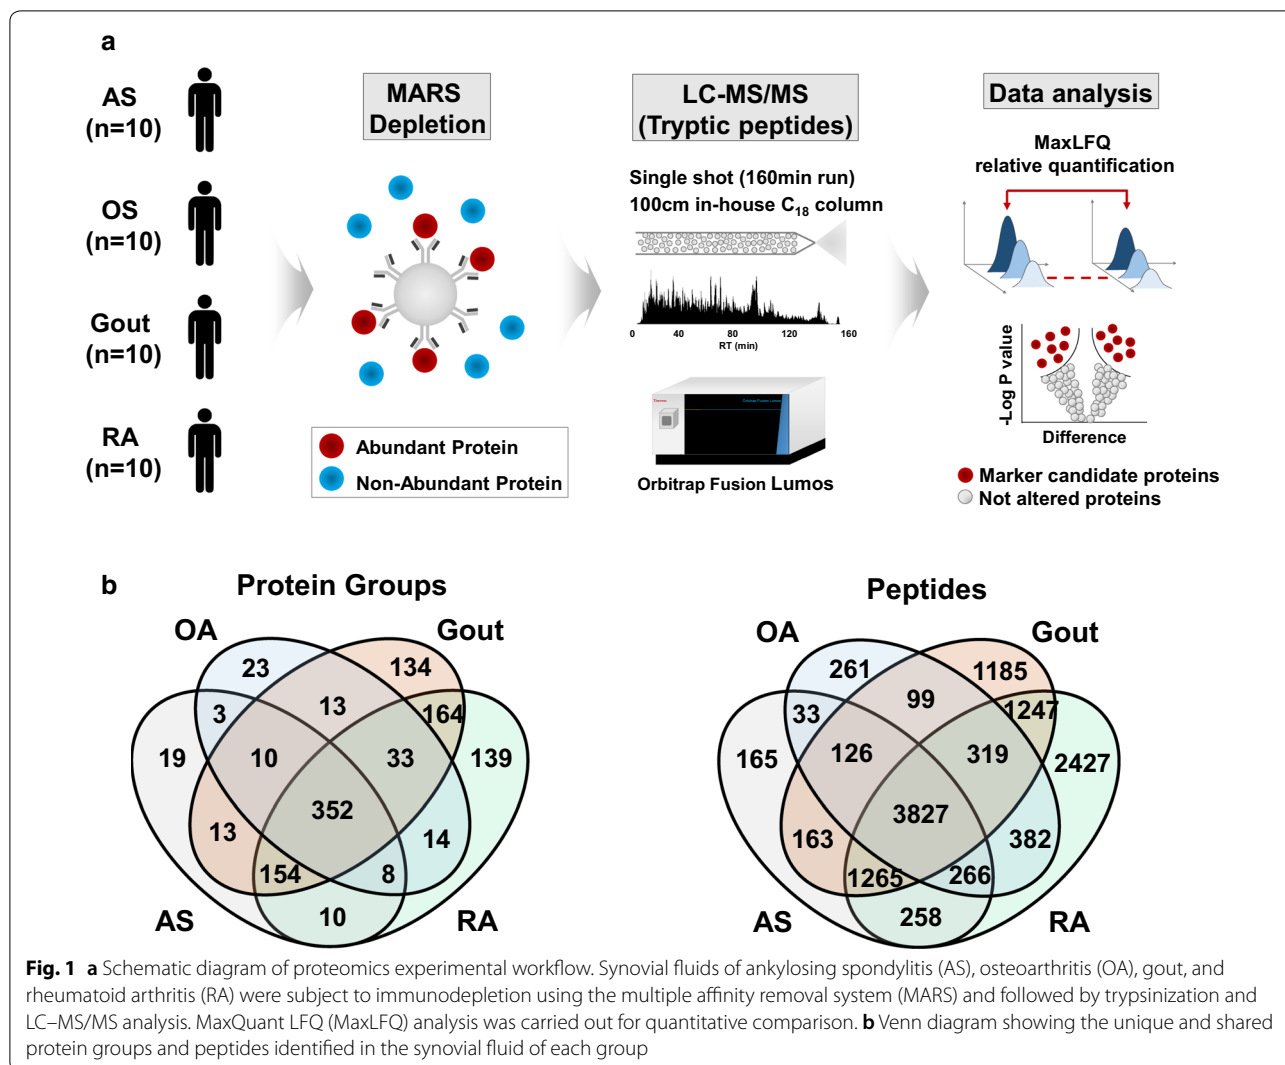 a
AS
(n=10)
OS
(n=10)
Gout
(n=10)
RA
(n=10)
MARS
Depletion
Abundant Protein
Non-Abundant Protein
LC-MS/MS
(Tryptic peptides)
Single shot (160min run)
100cm in-house C18 column
0 40 80 120 160
RT (min)
Thermo
Orbitrap Fusion Lumos
Orbitrap Fusion Lumos
Data analysis
MaxLFQ
relative quantification
-Log P value
Difference
Marker candidate proteins
Not altered proteins
b
Protein Groups
OA
Gout
23
134
3
13
164
19
10
33
139
352
13
14
154
8
10
AS
RA
Peptides
OA
Gout
261
1185
33
99
1247
165
126
319
2427
3827
163
382
1265
266
258
AS
RA
Fig. 1 a Schematic diagram of proteomics experimental workflow. Synovial fluids of ankylosing spondylitis (AS), osteoarthritis (OA), gout, and
rheumatoid arthritis (RA) were subject to immunodepletion using the multiple affinity removal system (MARS) and followed by trypsinization and
LC–MS/MS analysis. MaxQuant LFQ (MaxLFQ) analysis was carried out for quantitative comparison. b Venn diagram showing the unique and shared
protein groups and peptides identified in the synovial fluid of each group